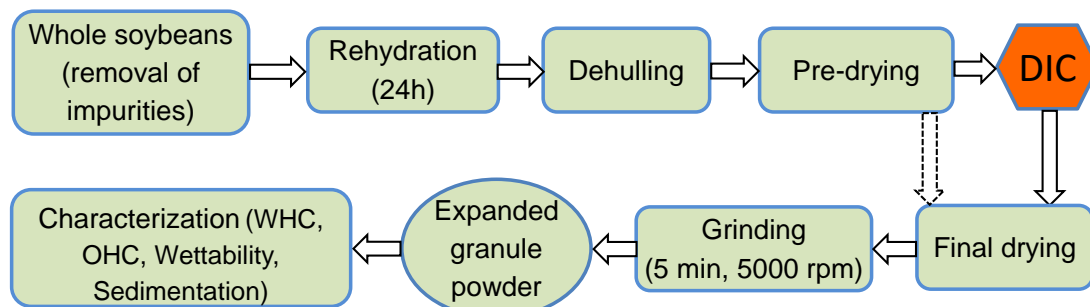 Whole soybeans
(removal of
impurities)
Rehydration
(24h)
Dehulling
Pre-drying
DIC
Characterization (WHC,
OHC, Wettability,
Sedimentation)
Expanded
granule
powder
Grinding
(5 min, 5000 rpm)
Final drying